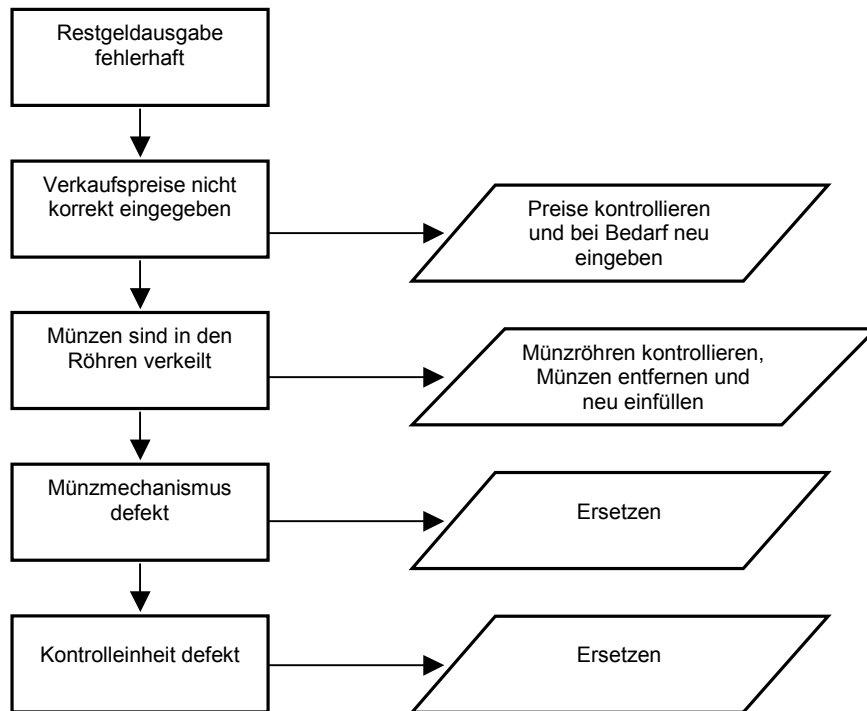 Restgeldausgabe
fehlerhaft
Verkaufspreise nicht
korrekt eingegeben
Preise kontrollieren
und bei Bedarf neu
eingeben
Münzen sind in den
Röhren verkeilt
Münzröhren kontrollieren,
Münzen entfernen und
neu einfüllen
Münzmechanismus
defekt
Ersetzen
Kontrolleinheit defekt
Ersetzen